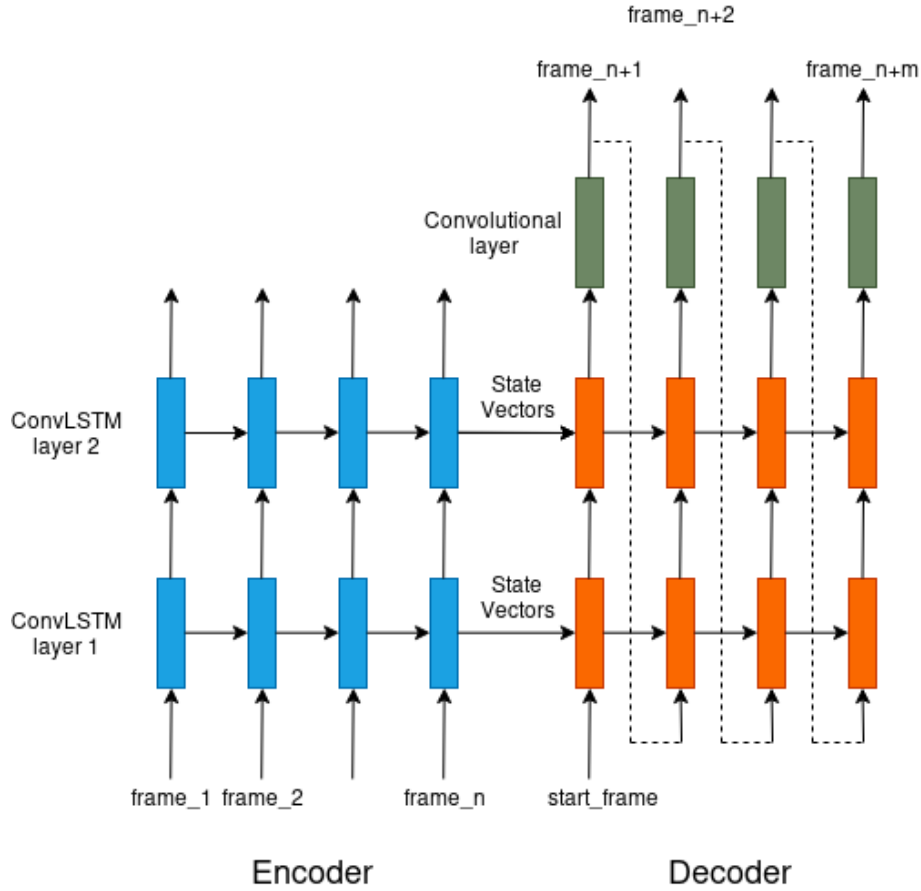 frame_n+2
frame_n+1
frame_n+m
Convolutional
layer
ConvLSTM
layer 2
State
Vectors
ConvLSTM
layer 1
State
Vectors
frame_1
frame_2
frame_n
start_frame
Encoder
Decoder